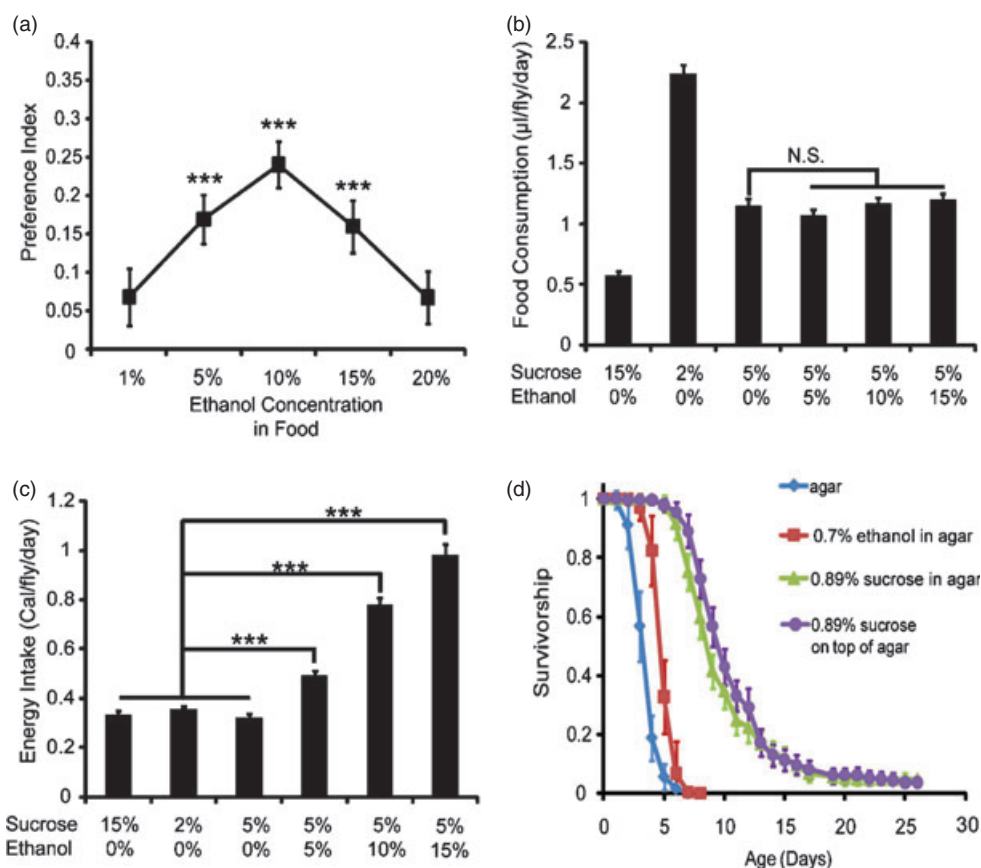 (a)
0.4
0.35
0.3
0.25
0.2
0.15
0.1
0.05
0
Preference Index
***
***
***
1% 5% 10% 15% 20%
Ethanol Concentration
in Food
(b)
2.5
2
1.5
1
0.5
0
Food Consumption (µl/fly/day)
N.S.
Sucrose 15% 2% 5% 5% 5% 5%
Ethanol 0% 0% 0% 5% 10% 15%
(c)
1.2
1
0.8
0.6
0.4
0.2
0
Energy Intake (Cal/fly/day)
***
***
***
Sucrose 15% 2% 5% 5% 5% 5%
Ethanol 0% 0% 0% 5% 10% 15%
(d)
1
0.8
0.6
0.4
0.2
0
Survivorship
agar
0.7% ethanol in agar
0.89% sucrose in agar
0.89% sucrose
on top of agar
0 5 10 15 20 25 30
Age (Days)